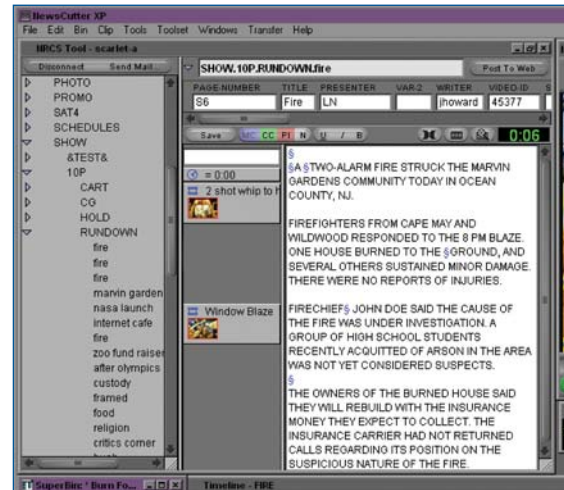 NewsCutter XP
File Edit Bin Clip Tools Toolset Windows Transfer Help
NRCS Tool - scarlet-a
Disconnect Send Mail...
PHOTO
PROMO
SAT4
SCHEDULES
SHOW
&TEST&
10P
CART
CG
HOLD
RUNDOWN
fire
fire
fire
marvin garden
nasa launch
internet cafe
fire
zoo fund raiser
after olympics
custody
framed
food
religion
critics corner
SHOW.10P.RUNDOWN.fire
Post To Web
PAGE-NUMBER TITLE PRESENTER VAR-2 WRITER VIDEO-ID S
S6 Fire LN jhoward 45377
Save MC CC PI N U I B 0:06
= 0:00
2 shot whip to h
Window Blaze
§
§A §TWO-ALARM FIRE STRUCK THE MARVIN
GARDENS COMMUNITY TODAY IN OCEAN
COUNTY, NJ.
FIREFIGHTERS FROM CAPE MAY AND
WILDWOOD RESPONDED TO THE 8 PM BLAZE.
ONE HOUSE BURNED TO THE §GROUND, AND
SEVERAL OTHERS SUSTAINED MINOR DAMAGE.
THERE WERE NO REPORTS OF INJURIES.
FIRECHIEF§ JOHN DOE SAID THE CAUSE OF
THE FIRE WAS UNDER INVESTIGATION. A
GROUP OF HIGH SCHOOL STUDENTS
RECENTLY ACQUITTED OF ARSON IN THE AREA
WAS NOT YET CONSIDERED SUSPECTS.
§
THE OWNERS OF THE BURNED HOUSE SAID
THEY WILL REBUILD WITH THE INSURANCE
MONEY THEY EXPECT TO COLLECT. THE
INSURANCE CARRIER HAD NOT RETURNED
CALLS REGARDING ITS POSITION ON THE
SUSPICIOUS NATURE OF THE FIRE.
SuperBin: * Burn Fo...
Timeline - FIRE